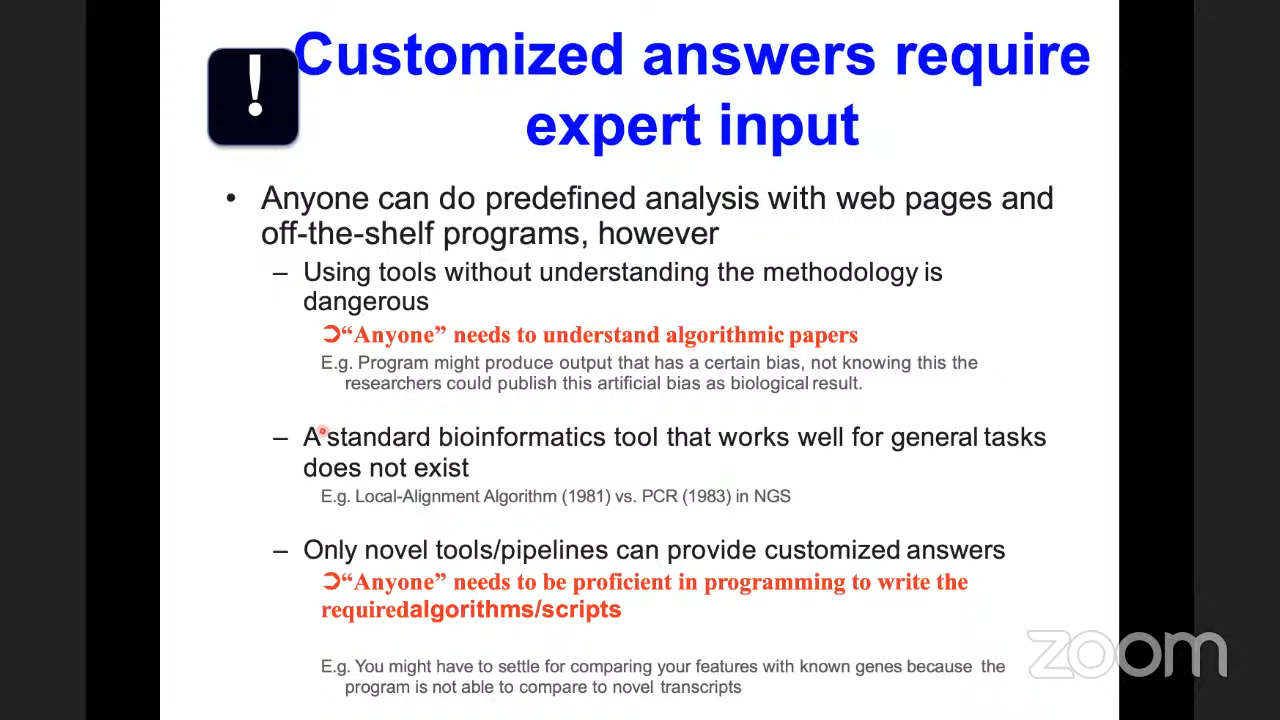 Customized answers require
expert input
• Anyone can do predefined analysis with web pages and
off-the-shelf programs, however
– Using tools without understanding the methodology is
dangerous
➲“Anyone” needs to understand algorithmic papers
E.g. Program might produce output that has a certain bias, not knowing this the
researchers could publish this artificial bias as biological result.
– A standard bioinformatics tool that works well for general tasks
does not exist
E.g. Local-Alignment Algorithm (1981) vs. PCR (1983) in NGS
– Only novel tools/pipelines can provide customized answers
➲“Anyone” needs to be proficient in programming to write the
requiredalgorithms/scripts
E.g. You might have to settle for comparing your features with known genes because the
program is not able to compare to novel transcripts
zoom